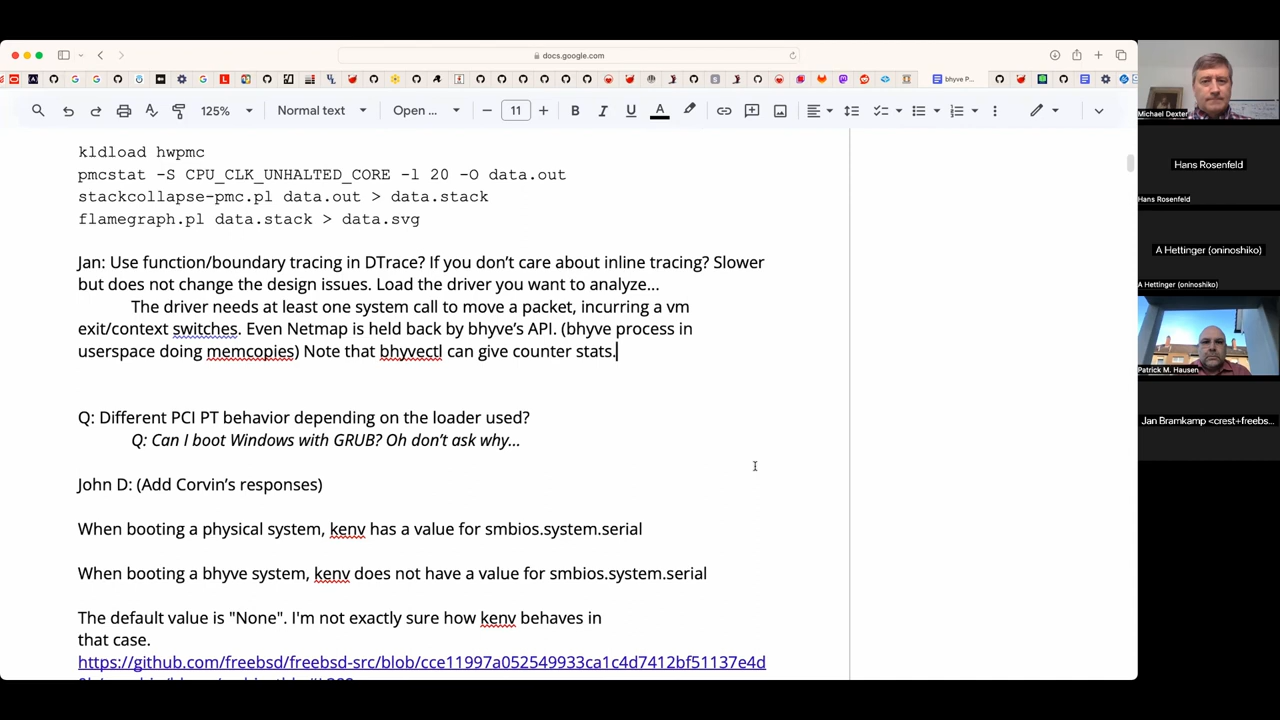 docs.google.com
bhyve P...
125%
Normal text
Open ...
11
kldload hwpmc
pmcstat -S CPU_CLK_UNHALTED_CORE -l 20 -O data.out
stackcollapse-pmc.pl data.out > data.stack
flamegraph.pl data.stack > data.svg
Jan: Use function/boundary tracing in DTrace? If you don’t care about inline tracing? Slower
but does not change the design issues. Load the driver you want to analyze...
The driver needs at least one system call to move a packet, incurring a vm
exit/context switches. Even Netmap is held back by bhyve’s API. (bhyve process in
userspace doing memcopies) Note that bhyvectl can give counter stats.
Q: Different PCI PT behavior depending on the loader used?
Q: Can I boot Windows with GRUB? Oh don’t ask why...
John D: (Add Corvin’s responses)
When booting a physical system, kenv has a value for smbios.system.serial
When booting a bhyve system, kenv does not have a value for smbios.system.serial
The default value is "None". I'm not exactly sure how kenv behaves in
that case.
https://github.com/freebsd/freebsd-src/blob/cce11997a052549933ca1c4d7412bf51137e4d
Michael Dexter
Hans Rosenfeld
Hans Rosenfeld
A Hettinger (oninoshiko)
A Hettinger (oninoshiko)
Patrick M. Hausen
Jan Bramkamp <crest+freebs...